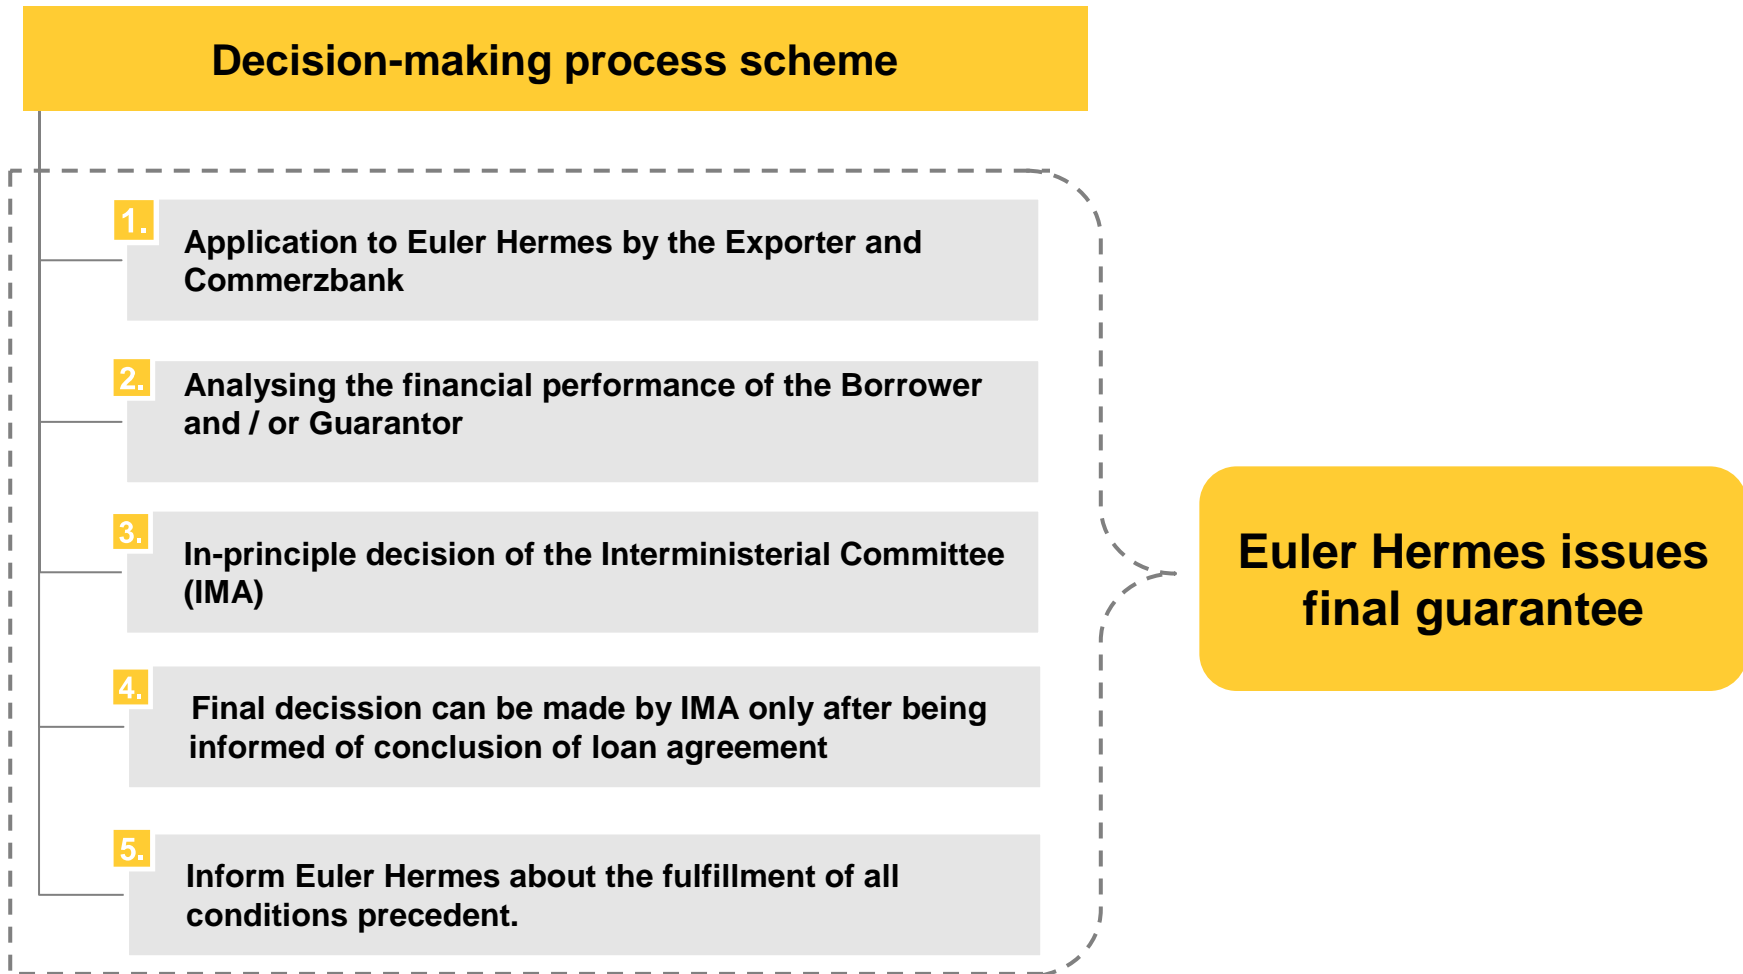 Decision-making process scheme
1.
Application to Euler Hermes by the Exporter and
Commerzbank
2.
Analysing the financial performance of the Borrower
and / or Guarantor
3.
In-principle decision of the Interministerial Committee
(IMA)
4.
Final decission can be made by IMA only after being
informed of conclusion of loan agreement
5.
Inform Euler Hermes about the fulfillment of all
conditions precedent.
Euler Hermes issues
final guarantee